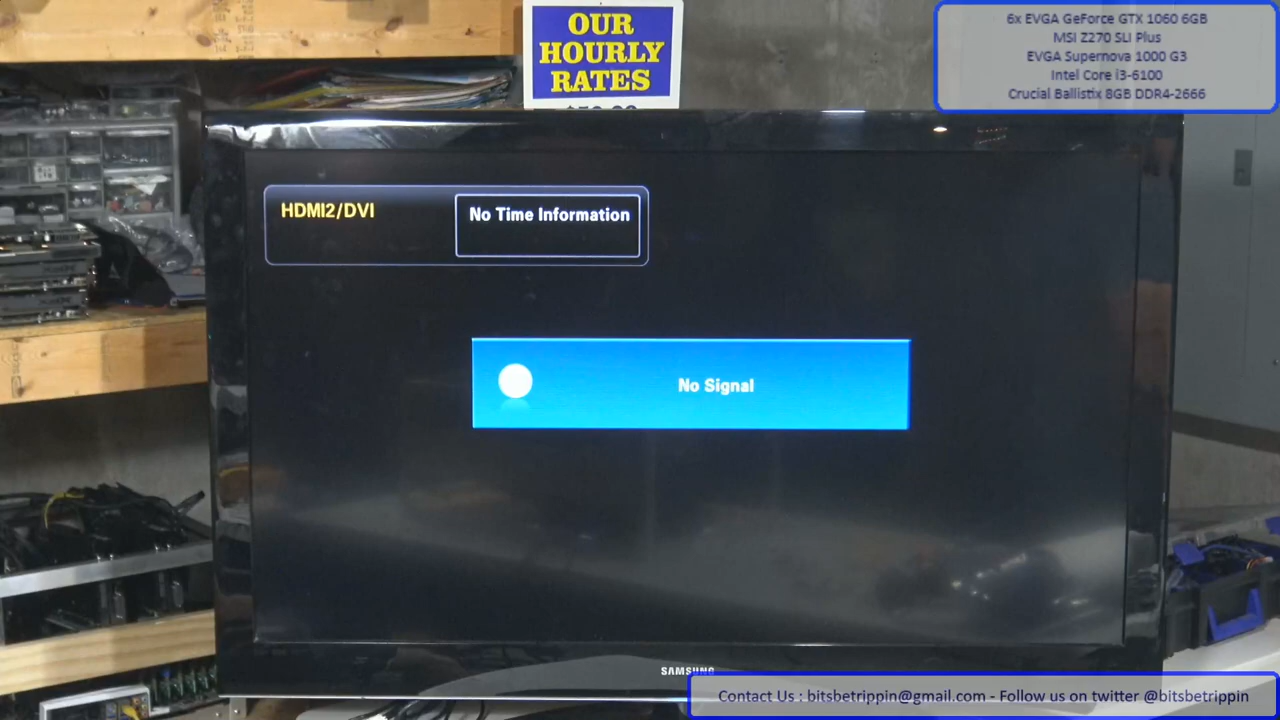 OUR
HOURLY
RATES
6x EVGA GeForce GTX 1060 6GB
MSI Z270 SLI Plus
EVGA Supernova 1000 G3
Intel Core i3-6100
Crucial Ballistix 8GB DDR4-2666
HDMI2/DVI
No Time Information
No Signal
SAMSUNG
Contact Us : bitsbetrippin@gmail.com - Follow us on twitter @bitsbetrippin